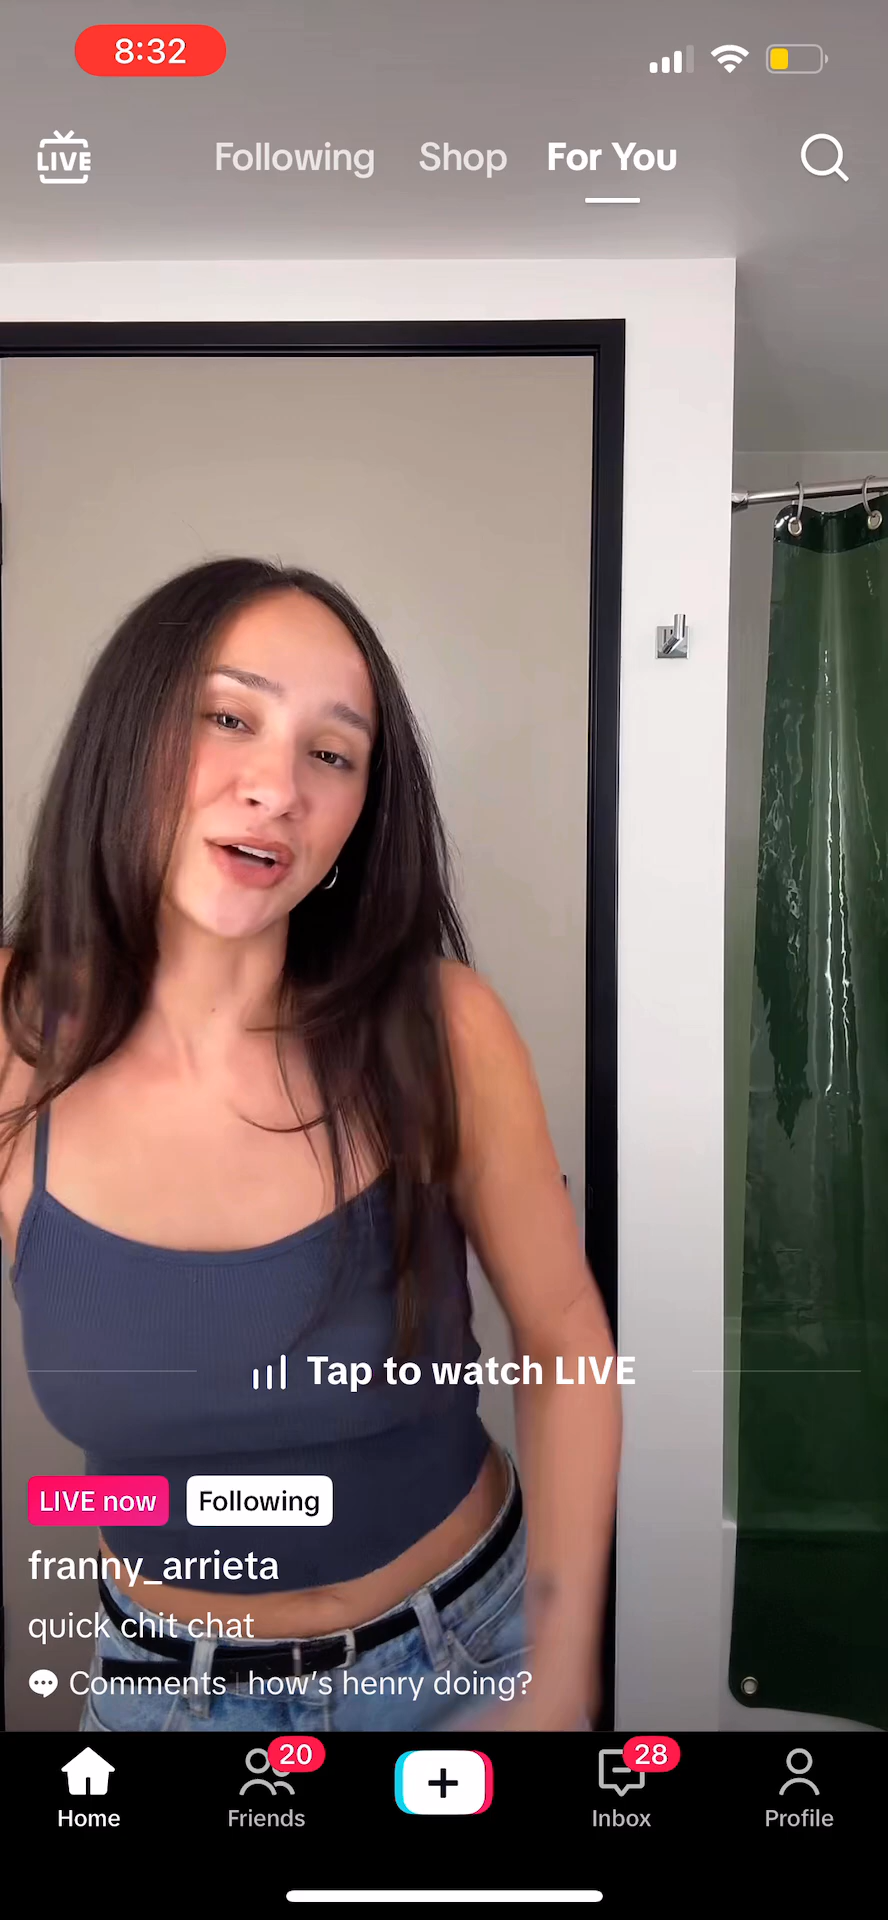 8:32
LIVE Following Shop For You
Tap to watch LIVE
LIVE now Following
franny_arrieta
quick chit chat
Comments how's henry doing?
20 28
Home Friends Inbox Profile